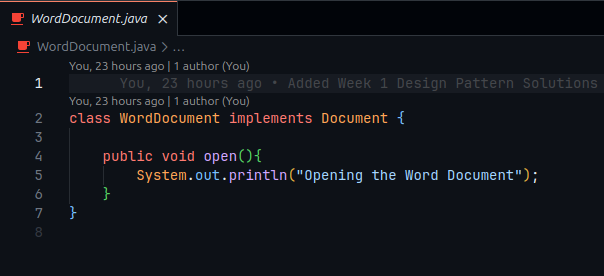 WordDocument.java ×
WordDocument.java > ...
You, 23 hours ago | 1 author (You)
1 You, 23 hours ago • Added Week 1 Design Pattern Solutions
You, 23 hours ago | 1 author (You)
2 class WordDocument implements Document {
3
4 public void open(){
5 System.out.println("Opening the Word Document");
6 }
7 }
8